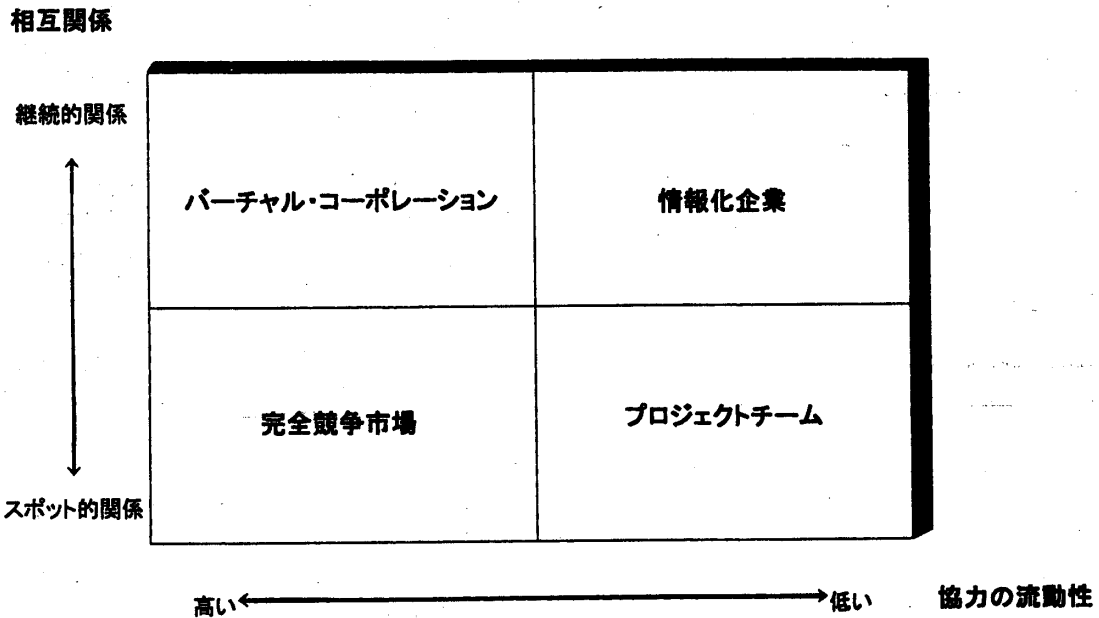 相互関係
継続的関係
バーチャル・コーポレーション
情報化企業
完全競争市場
プロジェクトチーム
スポット的関係
高い
低い
協力の流動性